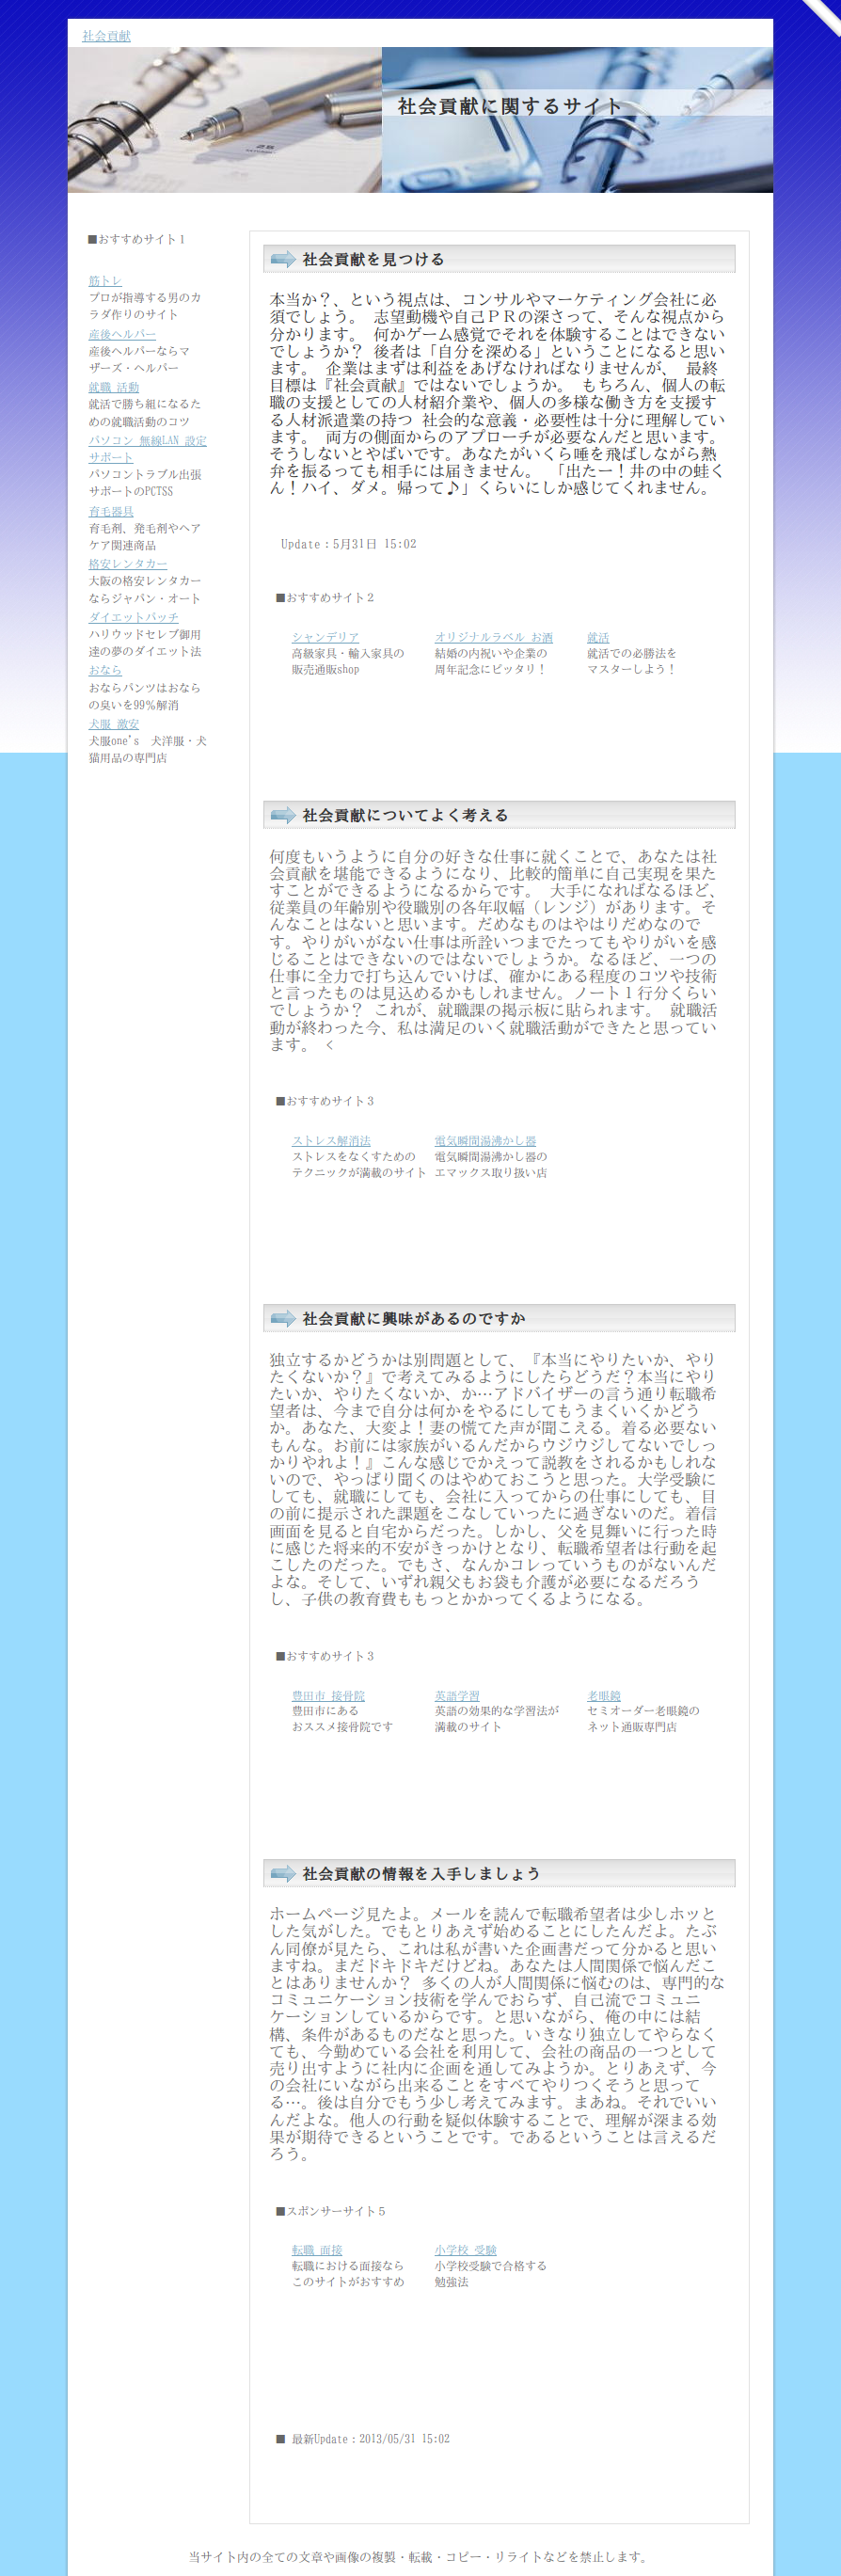 社会貢献
社会貢献に関するサイト
■おすすめサイト１
筋トレ
プロが指導する男のカ
ラダ作りのサイト
産後ヘルパー
産後ヘルパーならマ
ザーズ・ヘルパー
就職 活動
就活で勝ち組になるた
めの就職活動のコツ
パソコン 無線LAN 設定
サポート
パソコントラブル出張
サポートのPCTSS
育毛器具
育毛剤、発毛剤やヘア
ケア関連商品
格安レンタカー
大阪の格安レンタカー
ならジャパン・オート
ダイエットパッチ
ハリウッドセレブ御用
達の夢のダイエット法
おなら
おならパンツはおなら
の臭いを99％解消
犬服 激安
犬服one's　犬洋服・犬
猫用品の専門店
社会貢献を見つける
本当か？、という視点は、コンサルやマーケティング会社に必
須でしょう。 志望動機や自己ＰＲの深さって、そんな視点から
分かります。 何かゲーム感覚でそれを体験することはできない
でしょうか？ 後者は「自分を深める」ということになると思い
ます。 企業はまずは利益をあげなければなりませんが、 最終
目標は『社会貢献』ではないでしょうか。 もちろん、個人の転
職の支援としての人材紹介業や、個人の多様な働き方を支援す
る人材派遣業の持つ 社会的な意義・必要性は十分に理解してい
ます。 両方の側面からのアプローチが必要なんだと思います。
そうしないとやばいです。あなたがいくら唾を飛ばしながら熱
弁を振るっても相手には届きません。 「出たー！井の中の蛙くん
ん！ハイ、ダメ。帰って♪」くらいにしか感じてくれません。
Update：5月31日 15:02
■おすすめサイト２
シャンデリア
高級家具・輸入家具の
販売通販shop
オリジナルラベル お酒
結婚の内祝いや企業の
周年記念にピッタリ！
就活
就活での必勝法を
マスターしよう！
社会貢献についてよく考える
何度もいうように自分の好きな仕事に就くことで、あなたは社
会貢献を堪能できるようになり、比較的簡単に自己実現を果た
すことができるようになるからです。 大手になればなるほど、
従業員の年齢別や役職別の各年収幅（レンジ）があります。そ
んなことはないと思います。だめなものはやはりだめなので
す。やりがいがない仕事は所詮いつまでたってもやりがいを感
じることはできないのではないでしょうか。なるほど、一つの
仕事に全力で打ち込んでいけば、確かにある程度のコツや技術
と言ったものは見込めるかもしれません。ノート１行分くらい
でしょうか？ これが、就職課の掲示板に貼られます。 就職活
動が終わった今、私は満足のいく就職活動ができたと思ってい
ます。 <
■おすすめサイト３
ストレス解消法
ストレスをなくすための
テクニックが満載のサイト
電気瞬間湯沸かし器
電気瞬間湯沸かし器の
エマックス取り扱い店
社会貢献に興味があるのですか
独立するかどうかは別問題として、『本当にやりたいか、やり
たくないか？』で考えてみるようにしたらどうだ？本当にやり
たいか、やりたくないか、か…アドバイザーの言う通り転職希
望者は、今まで自分は何かをやるにしてもうまくいくかどう
か。あなた、大変よ！妻の慌てた声が聞こえる。着る必要ない
もんな。お前には家族がいるんだからウジウジしてないでしっ
かりやれよ！』こんな感じでかえって説教をされるかもしれな
いので、やっぱり聞くのはやめておこうと思った。大学受験に
しても、就職にしても、会社に入ってからの仕事にしても、目
の前に提示された課題をこなしていったに過ぎないのだ。着信
画面を見ると自宅からだった。しかし、父を見舞いに行った時
に感じた将来的不安がきっかけとなり、転職希望者は行動を起
こしたのだった。でもさ、なんかコレっていうものがないんだ
よな。そして、いずれ親父もお袋も介護が必要になるだろう
し、子供の教育費ももっとかかってくるようになる。
■おすすめサイト３
豊田市 接骨院
豊田市にある
おススメ接骨院です
英語学習
英語の効果的な学習法が
満載のサイト
老眼鏡
セミオーダー老眼鏡の
ネット通販専門店
社会貢献の情報を入手しましょう
ホームページ見たよ。メールを読んで転職希望者は少しホッと
した気がした。でもとりあえず始めることにしたんだよ。たぶ
ん同僚が見たら、これは私が書いた企画書だって分かると思い
ますね。まだドキドキだけどね。あなたは人間関係で悩んだこ
とはありませんか？ 多くの人が人間関係に悩むのは、専門的な
コミュニケーション技術を学んでおらず、自己流でコミュニ
ケーションしているからです。と思いながら、俺の中には結
構、条件があるものだなと思った。いきなり独立してやらなく
ても、今勤めている会社を利用して、会社の商品の一つとして
売り出すように社内に企画を通してみようか。とりあえず、今
の会社にいながら出来ることをすべてやりつくそうと思って
る…。後は自分でもう少し考えてみます。まあね。それでいい
んだよな。他人の行動を疑似体験することで、理解が深まる効
果が期待できるということです。であるということは言えるだ
ろう。
■スポンサーサイト５
転職 面接
転職における面接なら
このサイトがおすすめ
小学校 受験
小学校受験で合格する
勉強法
■ 最新Update：2013/05/31 15:02
当サイト内の全ての文章や画像の複製・転載・コピー・リライトなどを禁止します。